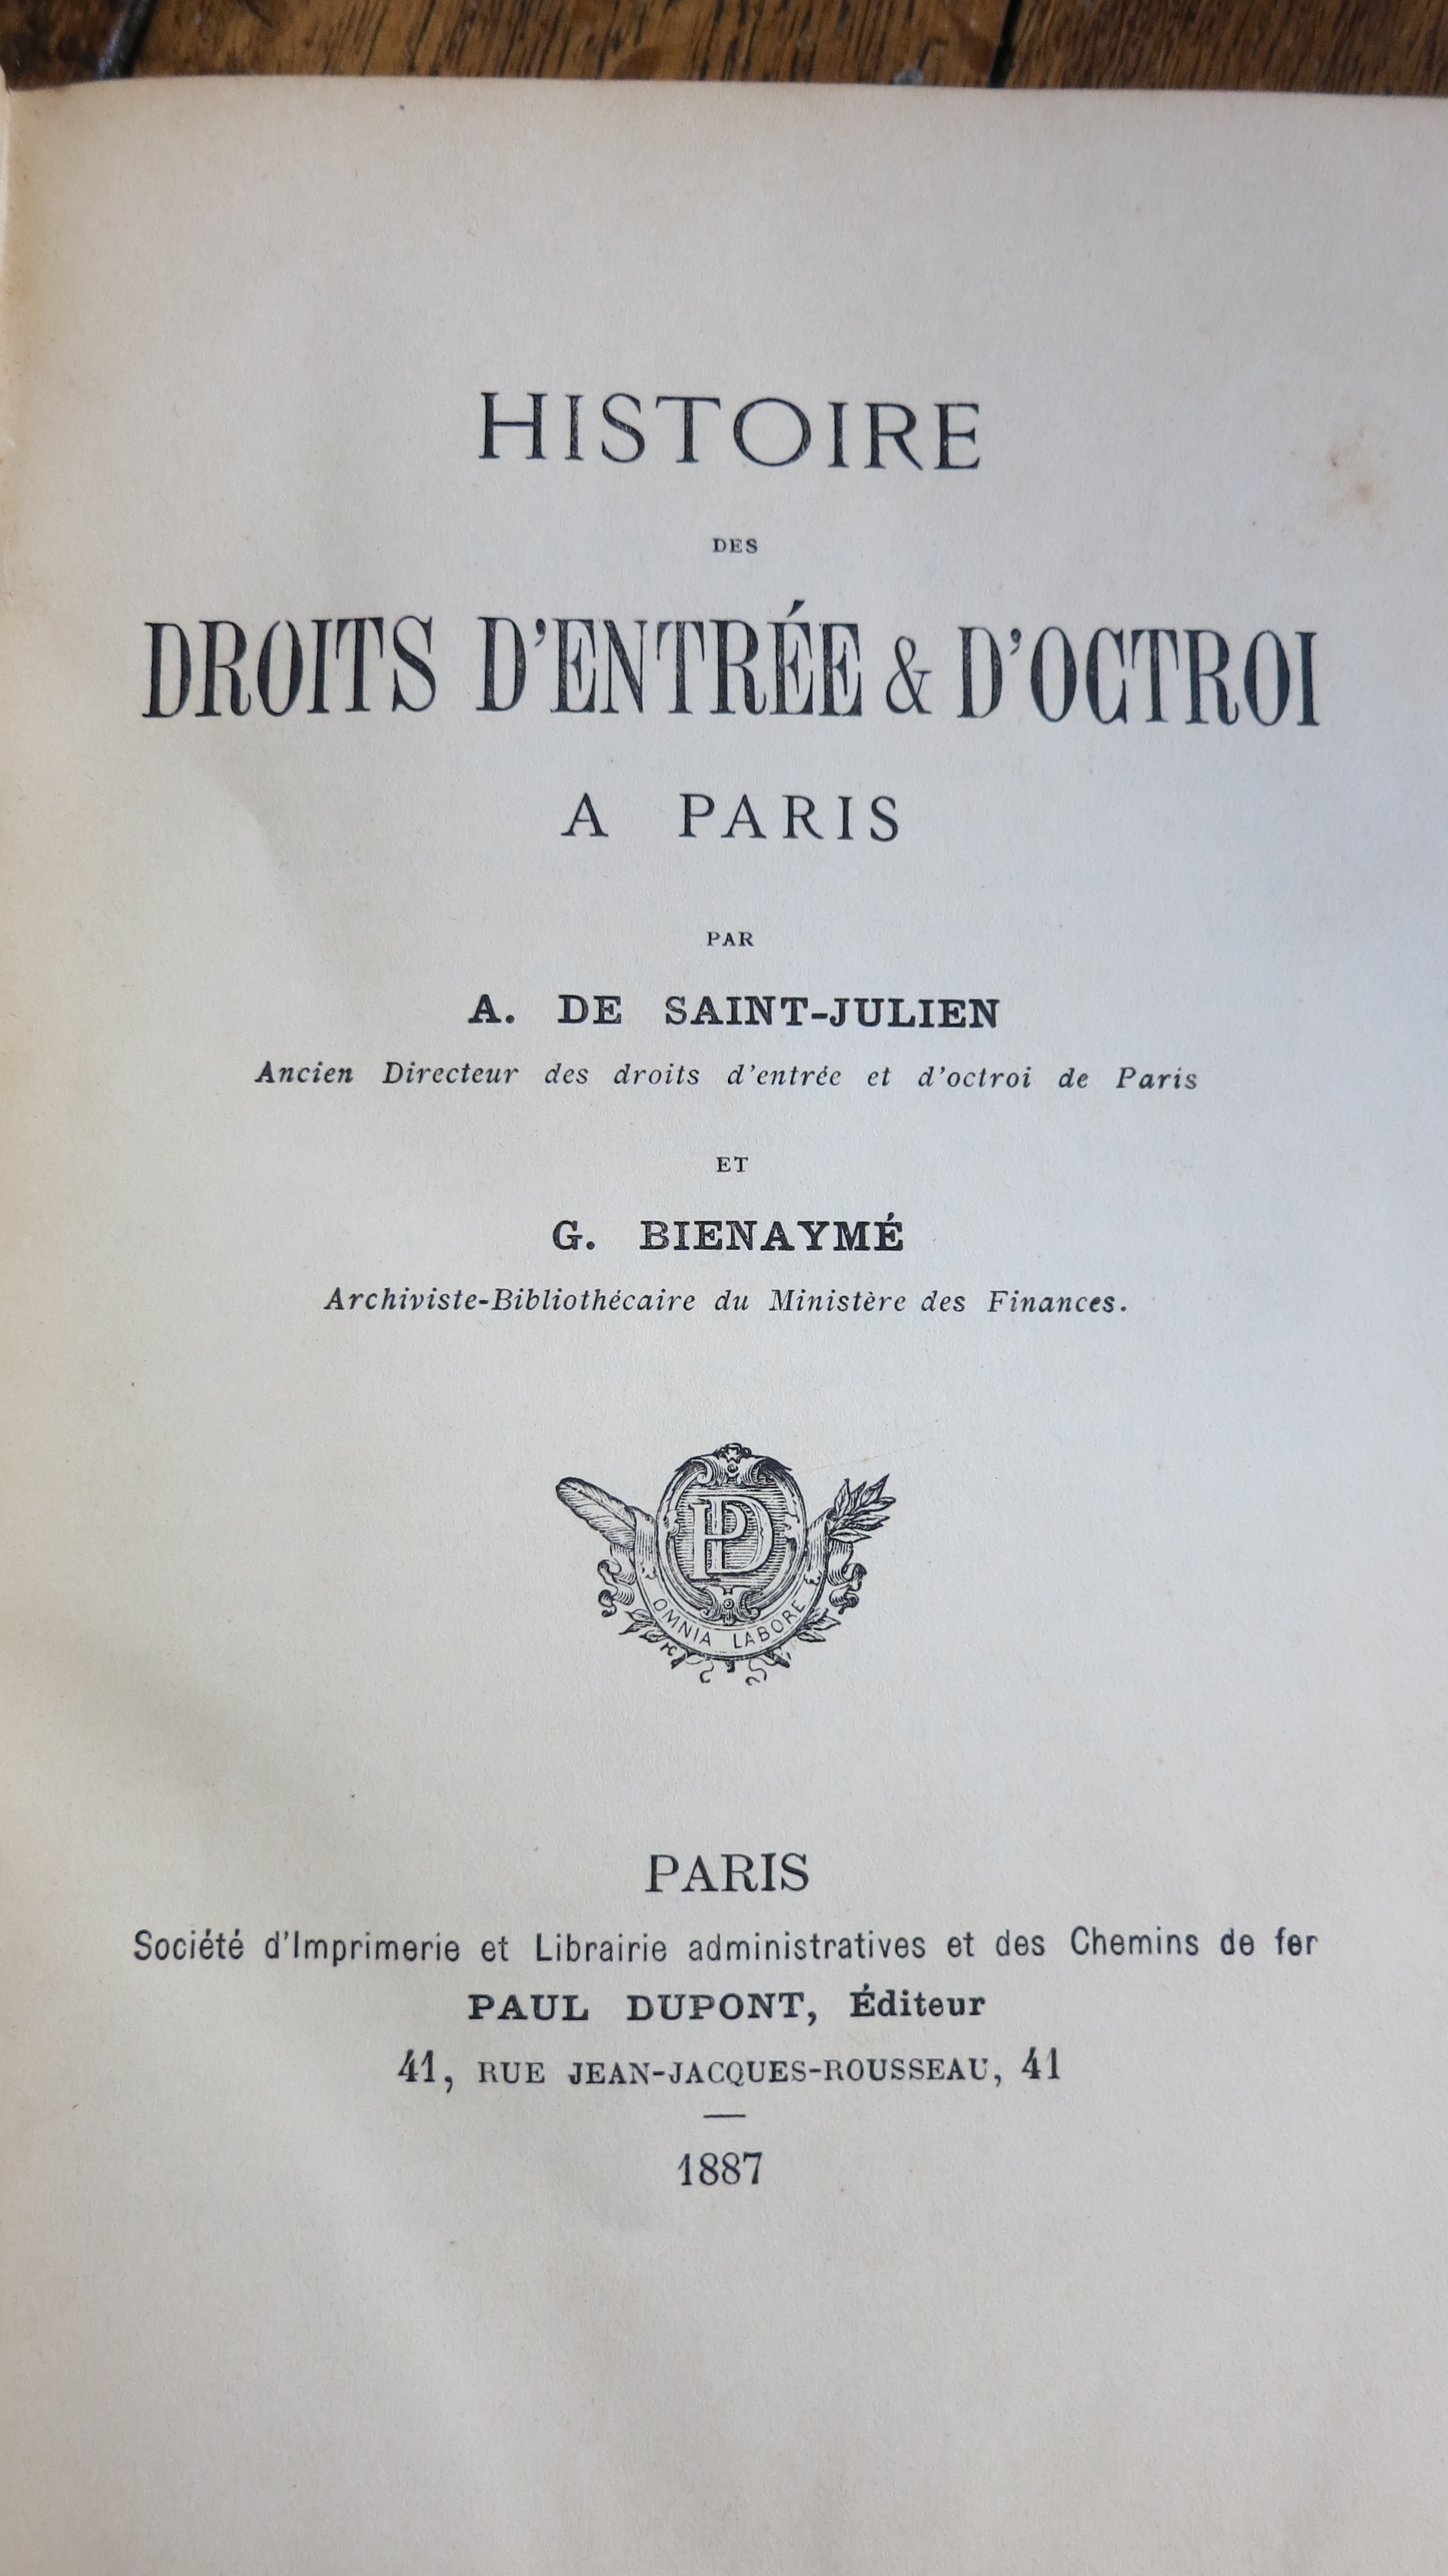 HISTOIRE
DES
DROITS D'ENTRÉE & D'OCTROI
A PARIS
PAR
A. DE SAINT-JULIEN
Ancien Directeur des droits d'entrée et d'octroi de Paris
ET
G. BIENAYMÉ
Archiviste-Bibliothécaire du Ministère des Finances.
PD
OMNIA LABORE
PARIS
Société d'Imprimerie et Librairie administratives et des Chemins de fer
PAUL DUPONT, Éditeur
41, RUE JEAN-JACQUES-ROUSSEAU, 41
1887